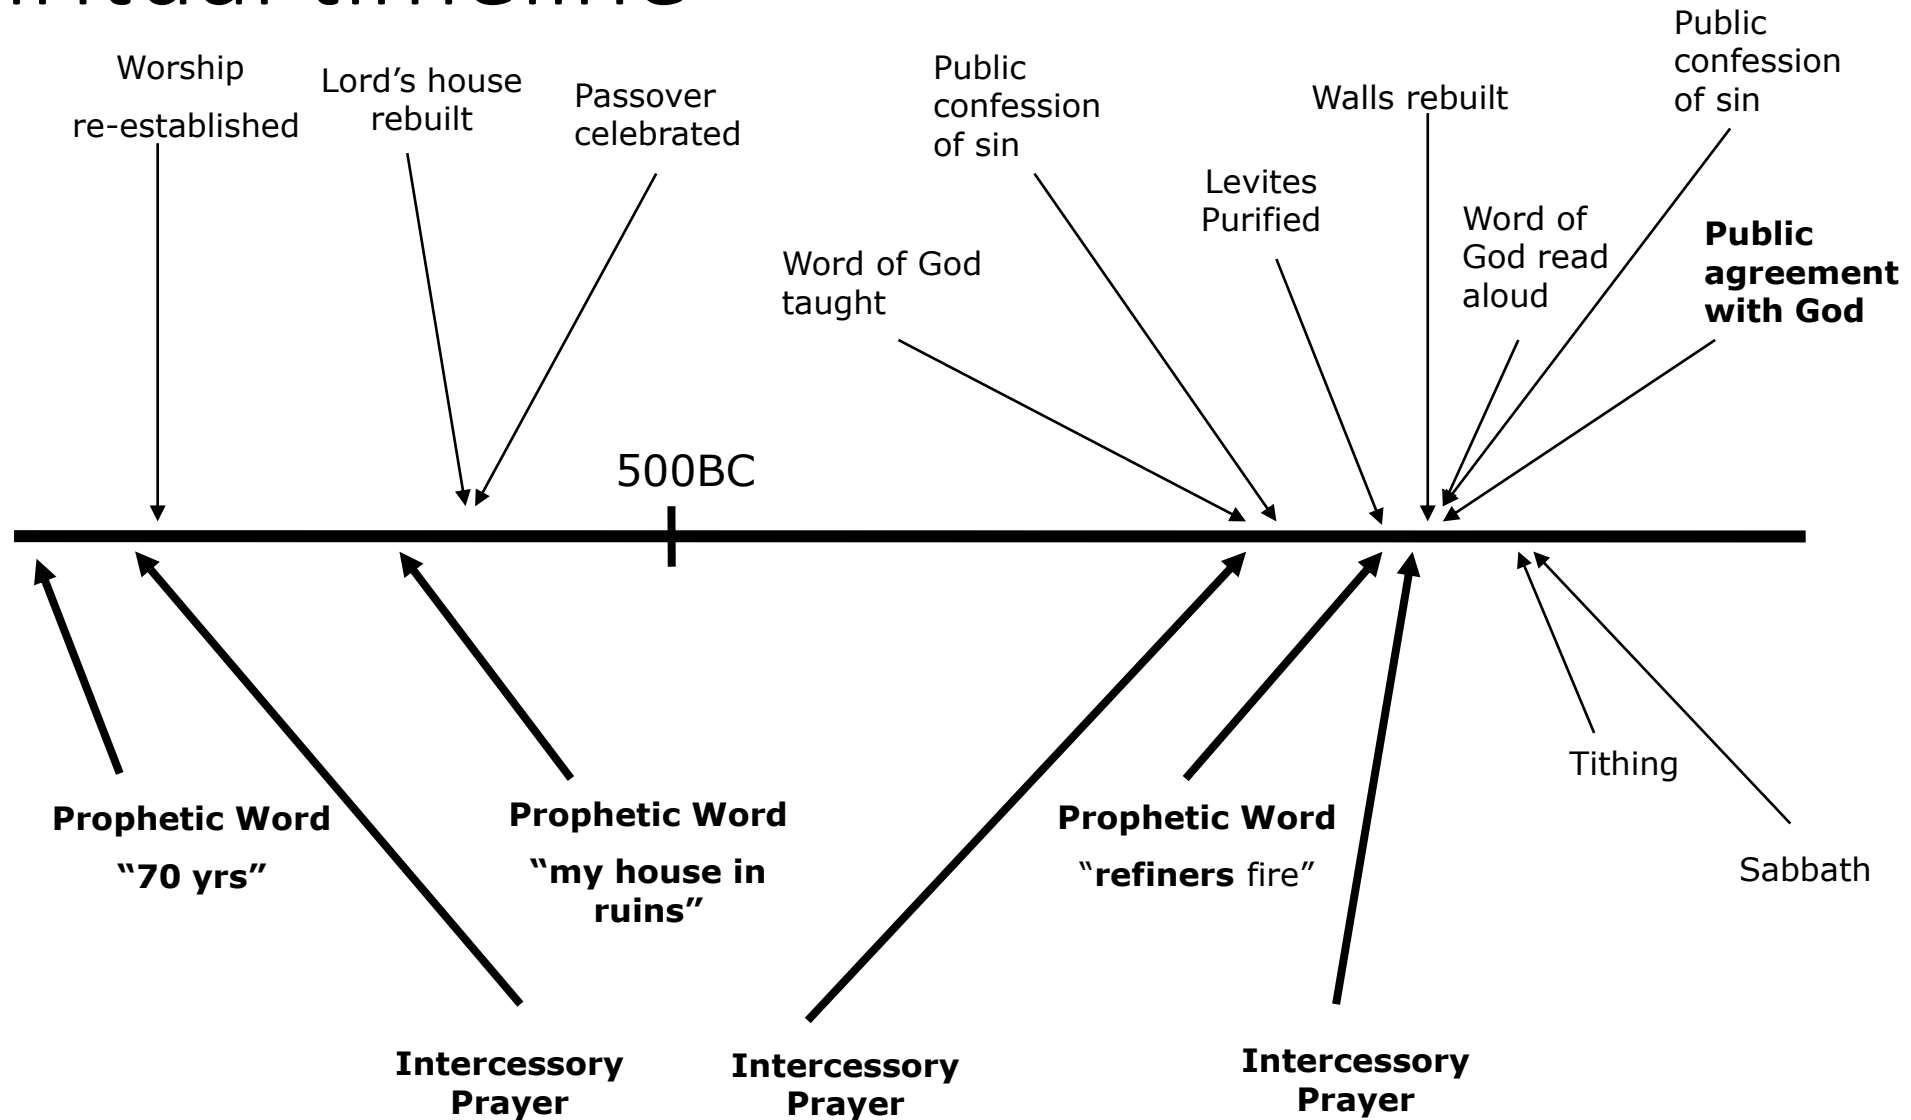 Worship
re-established
Lord’s house
rebuilt
Passover
celebrated
Public
confession
of sin
Word of God
taught
Levites
Purified
Walls rebuilt
Word of
God read
aloud
Public
confession
of sin
Public
agreement
with God
500BC
Prophetic Word
“70 yrs”
Prophetic Word
“my house in
ruins”
Prophetic Word
“refiners fire”
Tithing
Sabbath
Intercessory
Prayer
Intercessory
Prayer
Intercessory
Prayer